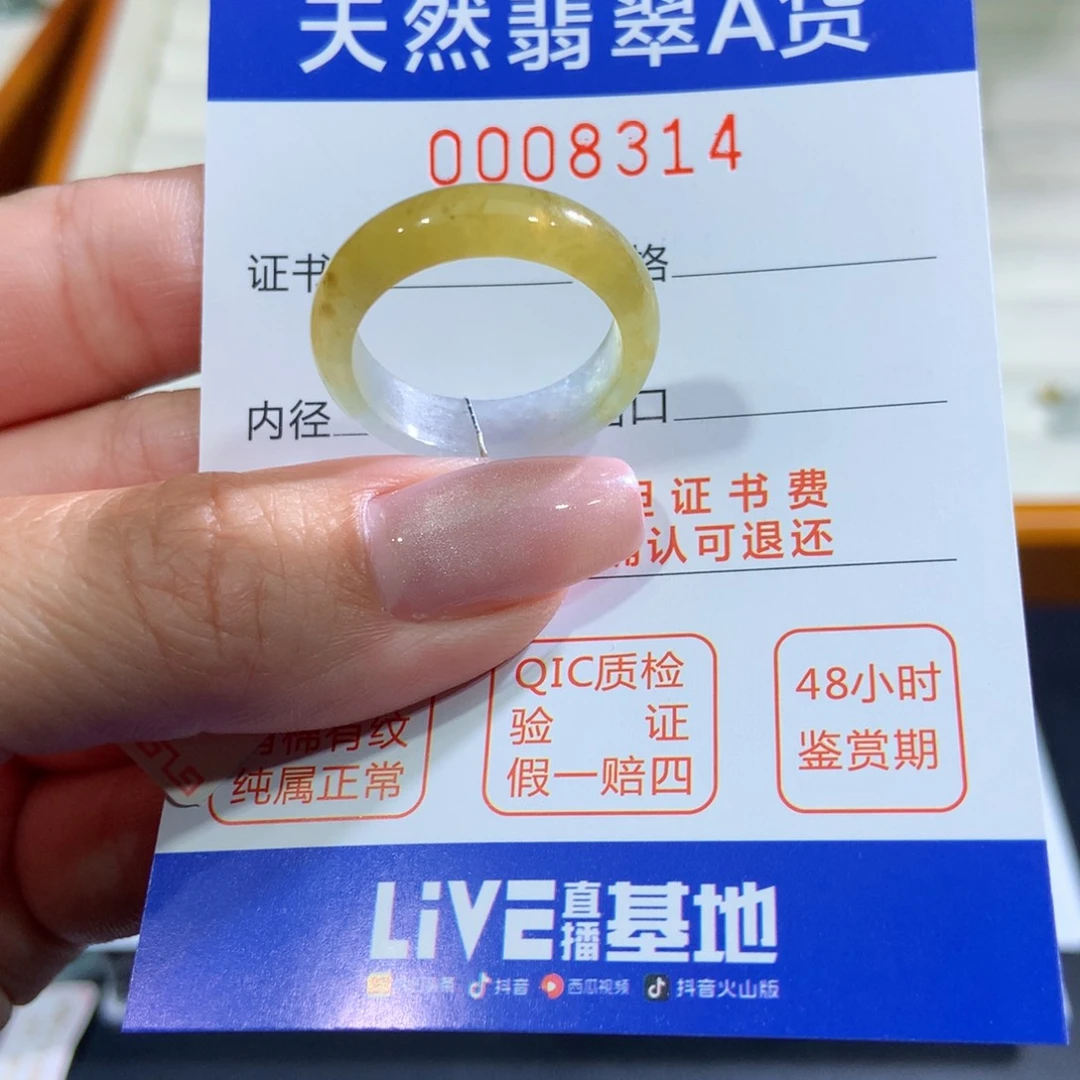 天然翡翠A货
0008314
证书 格
内径 口
证书费
认可退还
有棉有纹
纯属正常
QIC质检
验 证
假一赔四
48小时
鉴赏期
LiVE直播基地
抖音 西瓜视频 抖音火山版